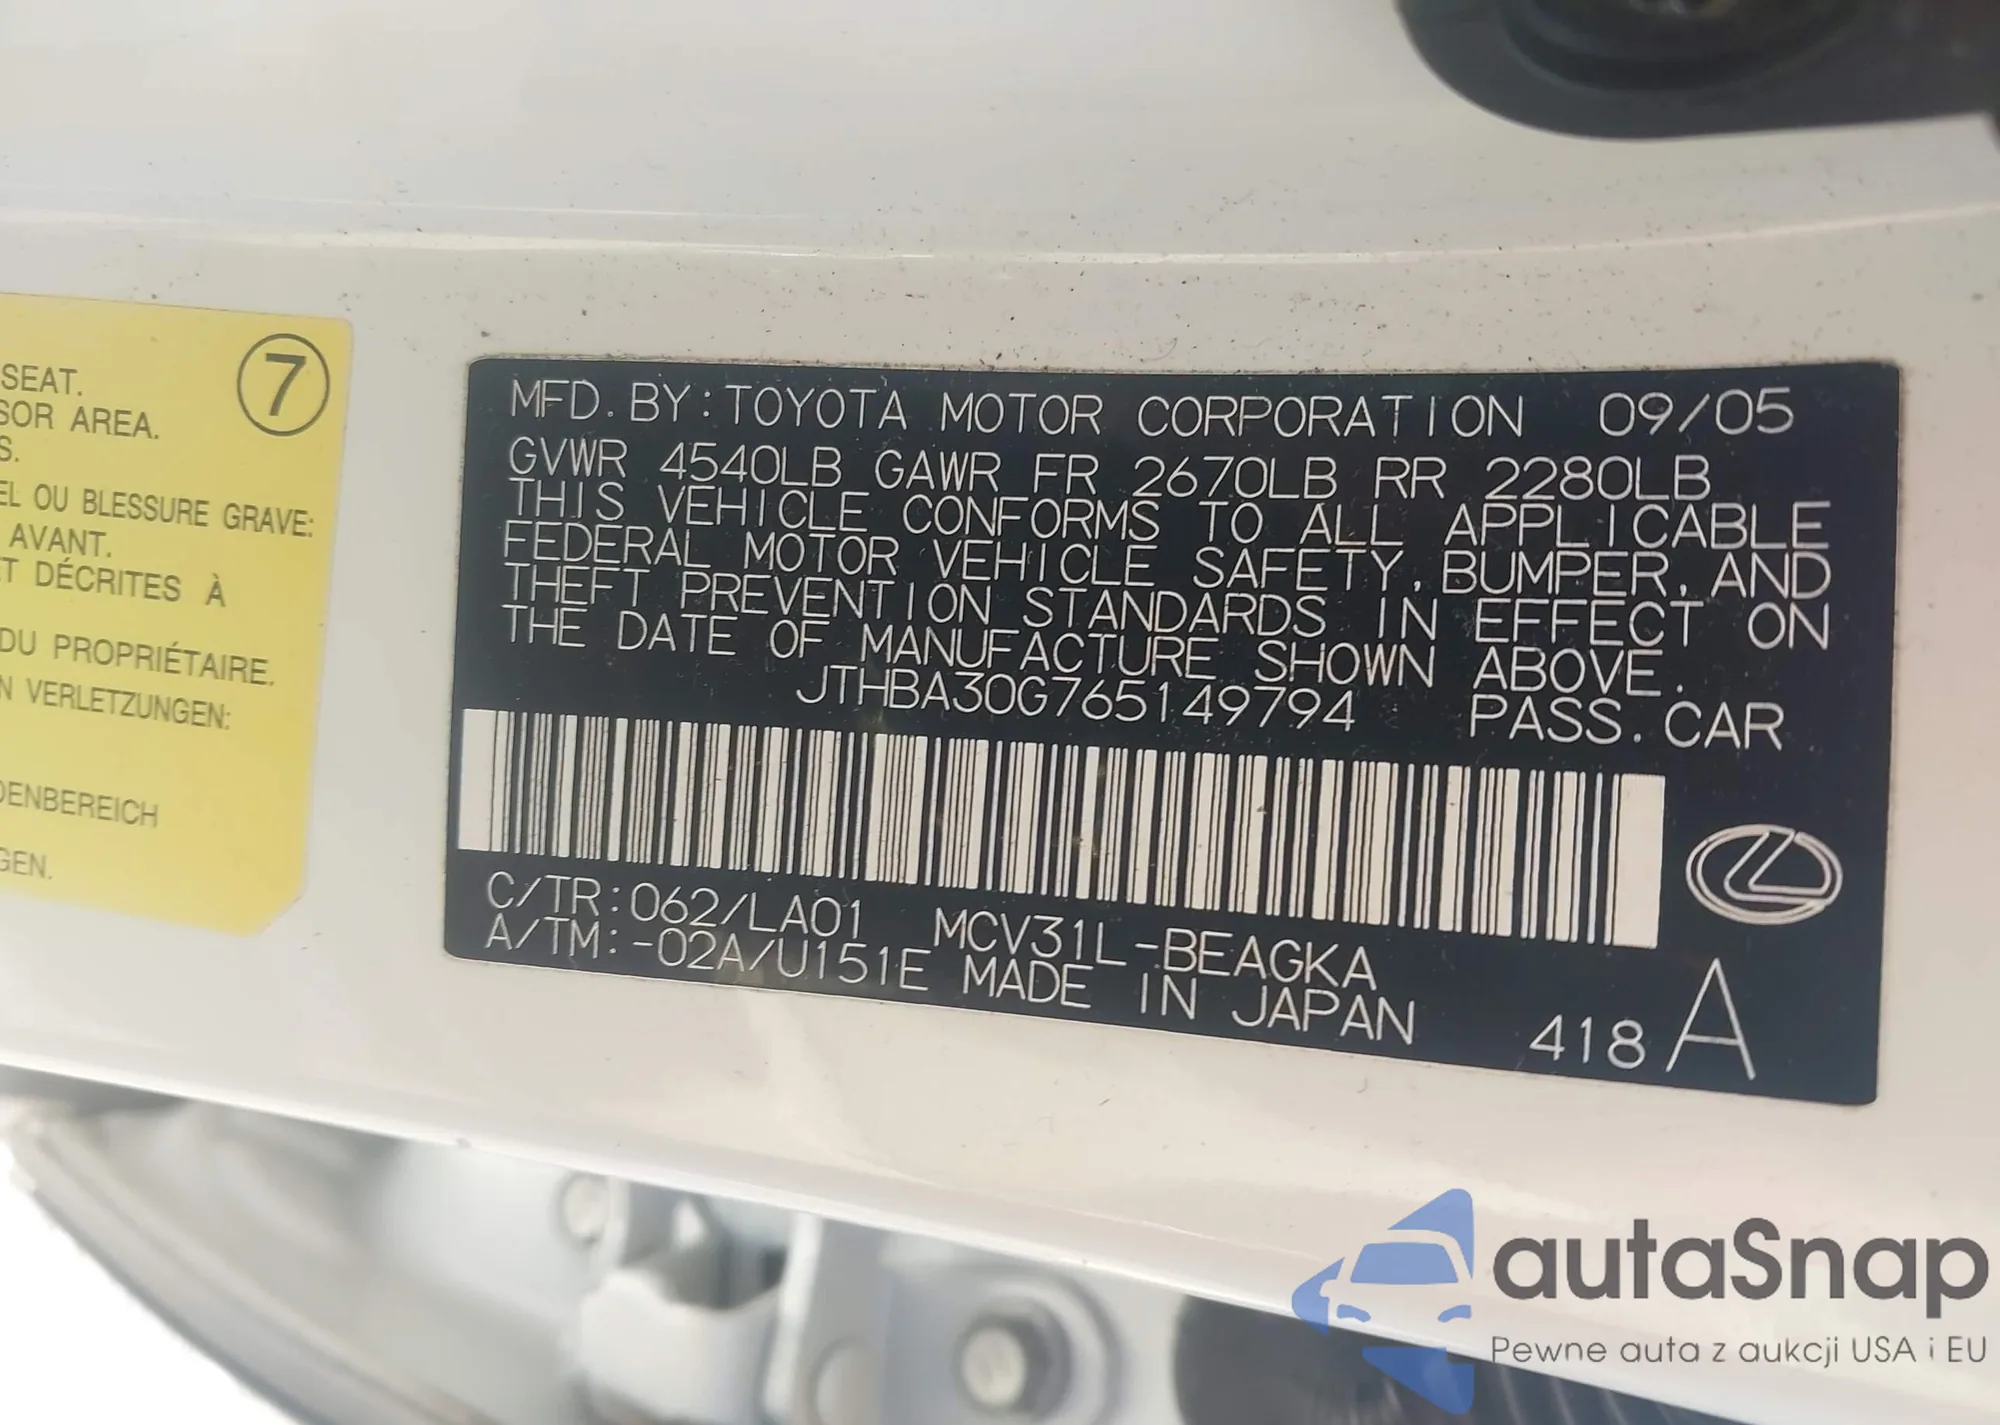 7
SEAT.
SOR AREA.
S.
EL OU BLESSURE GRAVE:
AVANT.
ET DÉCRITES À
DU PROPRIÉTAIRE.
N VERLETZUNGEN:
DENBEREICH
GEN.
MFD. BY: TOYOTA MOTOR CORPORATION 09/05
GVWR 4540LB GAWR FR 2670LB RR 2280LB
THIS VEHICLE CONFORMS TO ALL APPLICABLE
FEDERAL MOTOR VEHICLE SAFETY, BUMPER, AND
THEFT PREVENTION STANDARDS IN EFFECT ON
THE DATE OF MANUFACTURE SHOWN ABOVE.
JTHBA30G765149794 PASS. CAR
C/TR: 062/LA01 MCV31L-BEAGKA
A/TM: -02A/U151E MADE IN JAPAN 418 A
autaSnap
Pewne auta z aukcji USA i EU